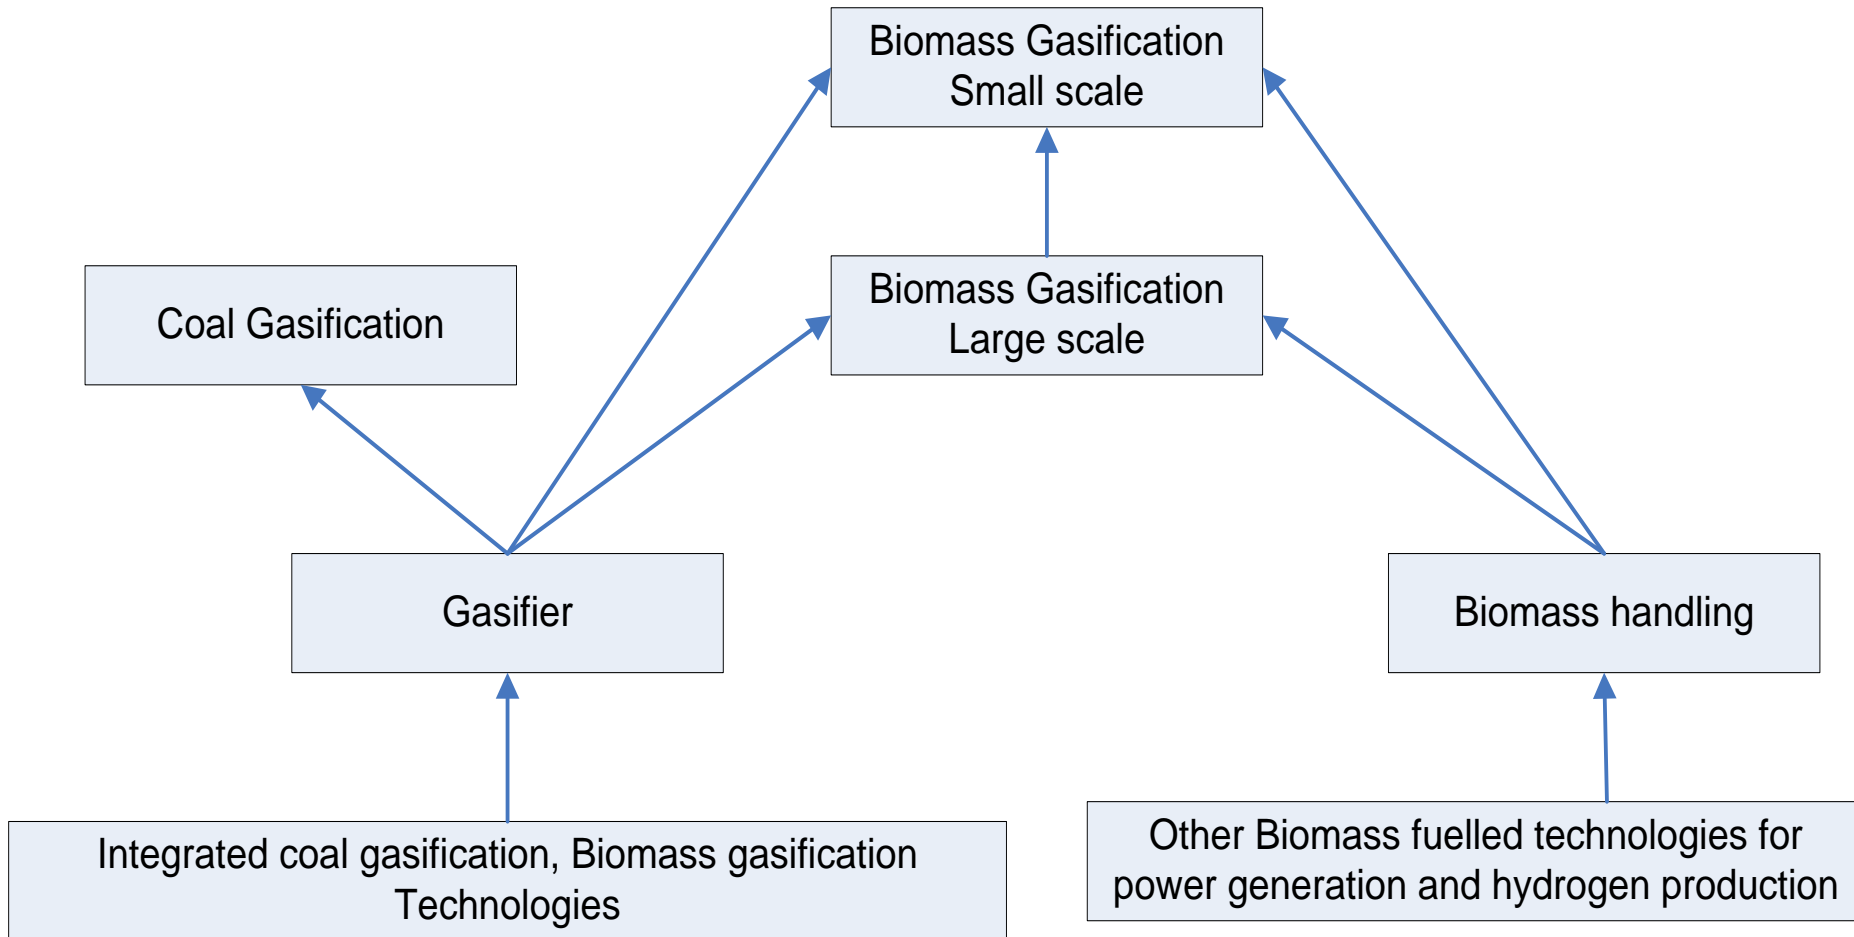 Biomass Gasification
Small scale
Coal Gasification
Biomass Gasification
Large scale
Gasifier
Biomass handling
Integrated coal gasification, Biomass gasification
Technologies
Other Biomass fuelled technologies for
power generation and hydrogen production